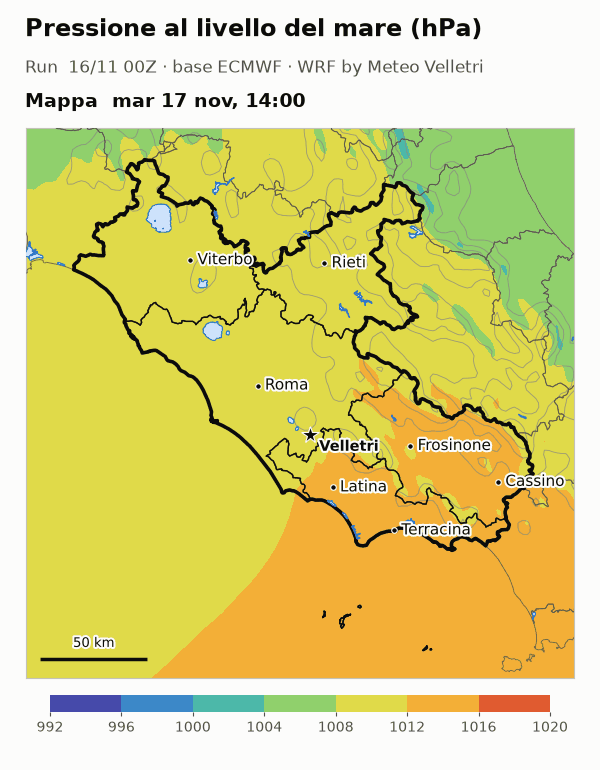 Pressione al livello del mare (hPa)
Run  16/11 00Z · base ECMWF · WRF by Meteo Velletri
Mappa  mar 17 nov, 14:00
Viterbo
Rieti
Roma
Velletri
Frosinone
Latina
Cassino
Terracina
50 km
992 996 1000 1004 1008 1012 1016 1020